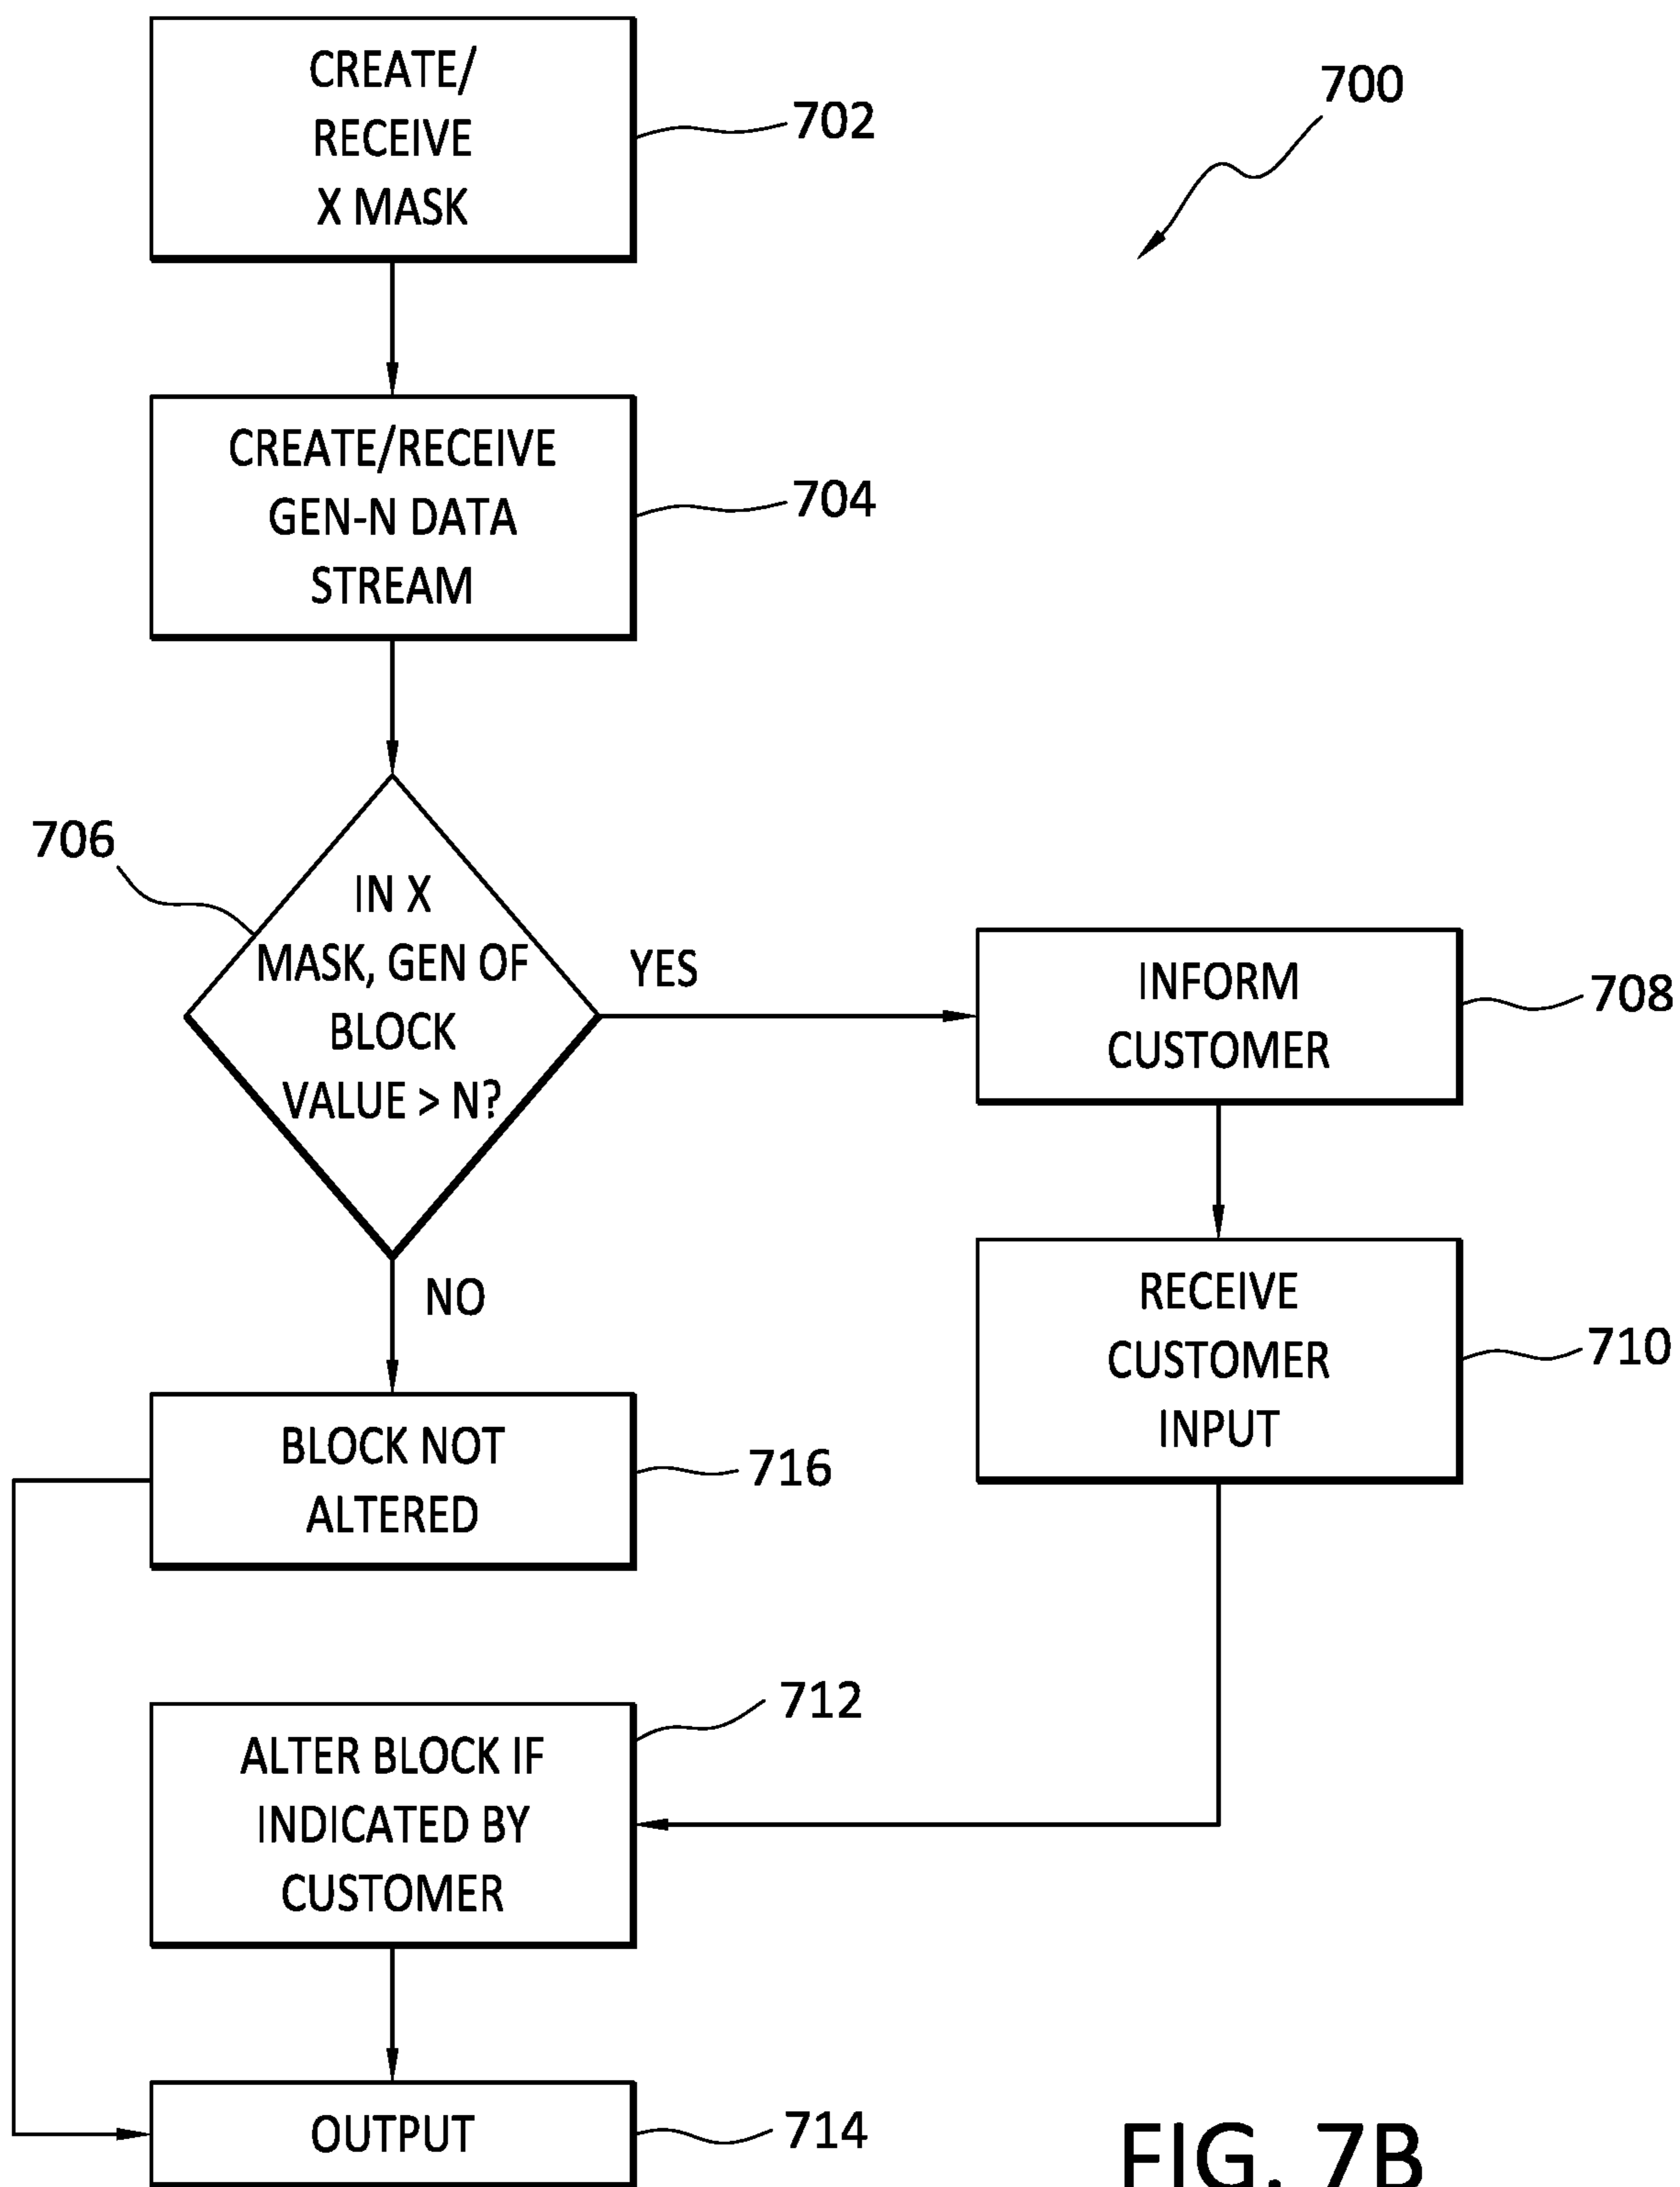 CREATE/
RECEIVE
X MASK
702
700
CREATE/RECEIVE
GEN-N DATA
STREAM
704
706
IN X
MASK, GEN OF
BLOCK
VALUE > N?
YES
NO
INFORM
CUSTOMER
708
RECEIVE
CUSTOMER
INPUT
710
BLOCK NOT
ALTERED
716
ALTER BLOCK IF
INDICATED BY
CUSTOMER
712
OUTPUT
714
FIG. 7B